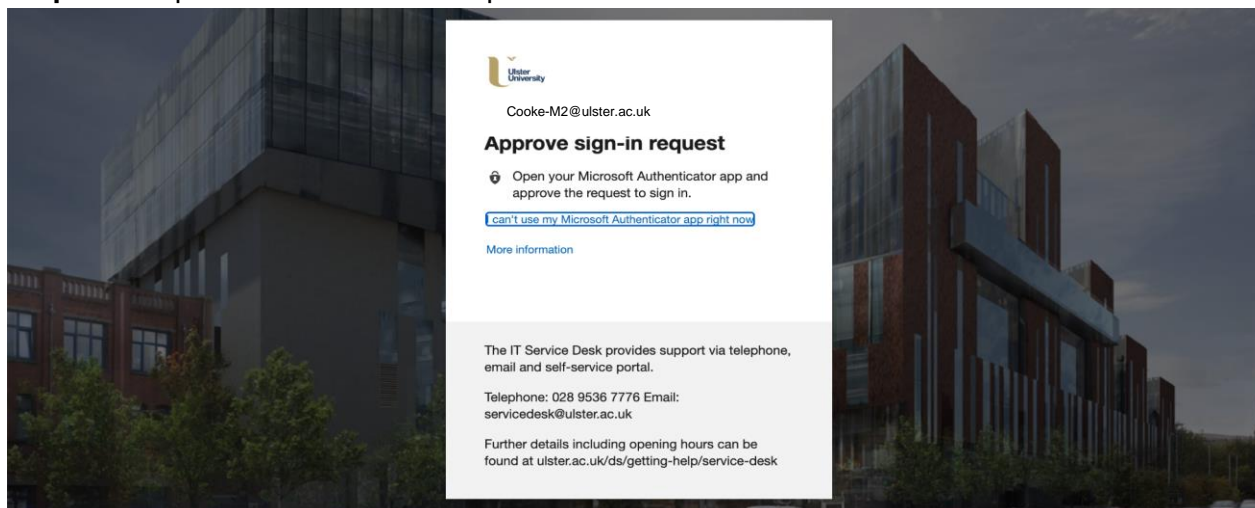 Ulster
University
Cooke-M2@ulster.ac.uk
Approve sign-in request
Open your Microsoft Authenticator app and
approve the request to sign in.
I can't use my Microsoft Authenticator app right now
More information
The IT Service Desk provides support via telephone,
email and self-service portal.
Telephone: 028 9536 7776 Email:
servicedesk@ulster.ac.uk
Further details including opening hours can be
found at ulster.ac.uk/ds/getting-help/service-desk